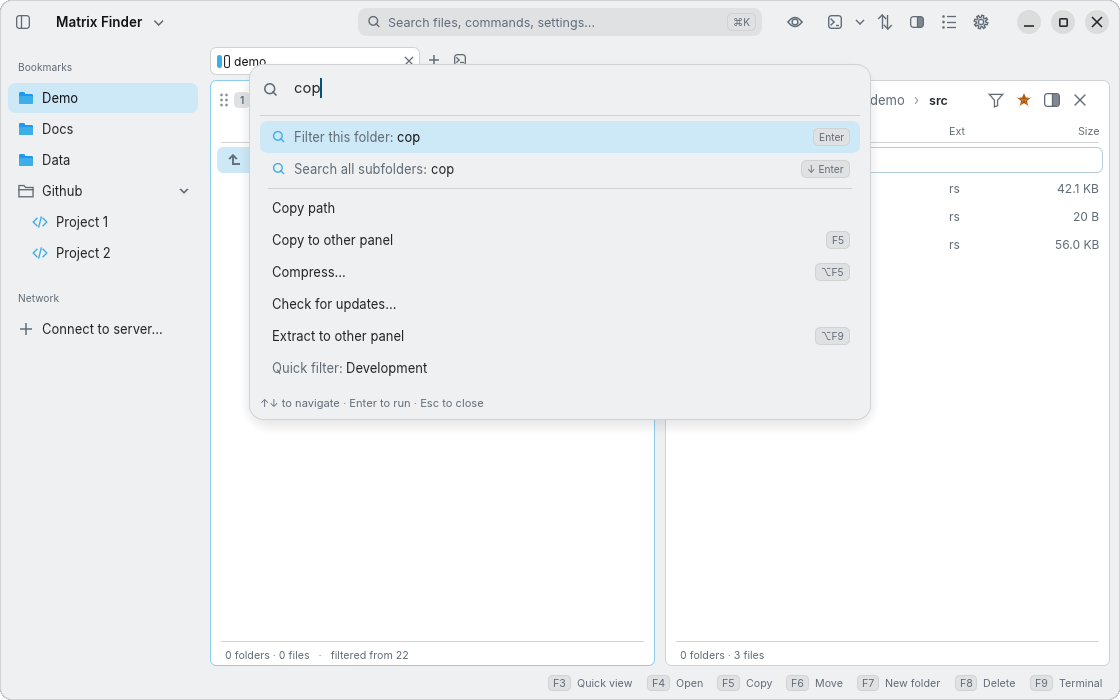 Matrix Finder
Search files, commands, settings... ⌘K
Bookmarks
Demo
Docs
Data
Github
Project 1
Project 2
Network
Connect to server...
demo
1
cop
Filter this folder: cop Enter
Search all subfolders: cop ↓ Enter
Copy path
Copy to other panel F5
Compress... ⌥F5
Check for updates...
Extract to other panel ⌥F9
Quick filter: Development
↑↓ to navigate · Enter to run · Esc to close
0 folders · 0 files · filtered from 22
demo › src
Ext Size
rs 42.1 KB
rs 20 B
rs 56.0 KB
0 folders · 3 files
F3 Quick view F4 Open F5 Copy F6 Move F7 New folder F8 Delete F9 Terminal